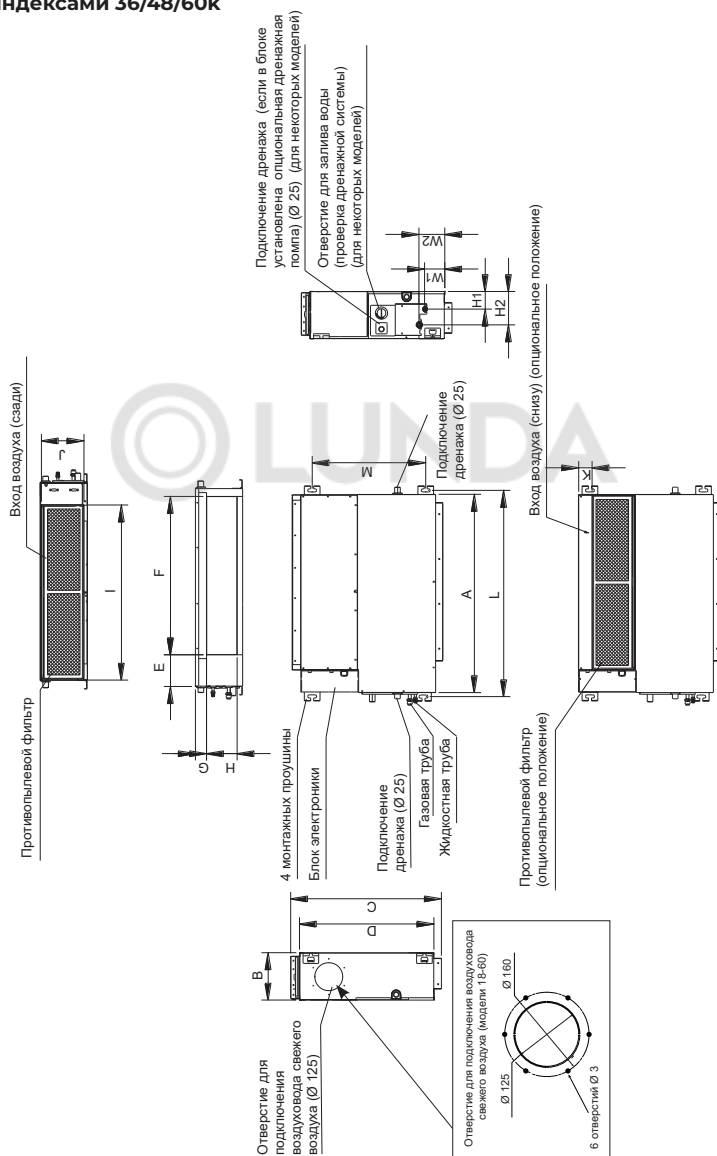 индексами 36/48/60K
Подключение дренажа (если в блоке
установлена опциональная дренажная
помпа) (Ø 25) (для некоторых моделей)
Отверстие для залива воды
(проверка дренажной системы)
(для некоторых моделей)
W2
W1
H1
H2
Вход воздуха (сзади)
J
I
Противопылевой фильтр
F
E
G
H
LUNDA
M
Подключение
дренажа (Ø 25)
A
L
4 монтажных проушины
Блок электроники
Подключение
дренажа (Ø 25)
Газовая труба
Жидкостная труба
Вход воздуха (снизу) (опциональное положение)
K
Противопылевой фильтр
(опциональное положение)
B
C
D
Отверстие для
подключения
воздуховода свежего
воздуха (Ø 125)
Отверстие для подключения воздуховода
свежего воздуха (модели 18-60)
Ø 160
Ø 125
6 отверстий Ø 3